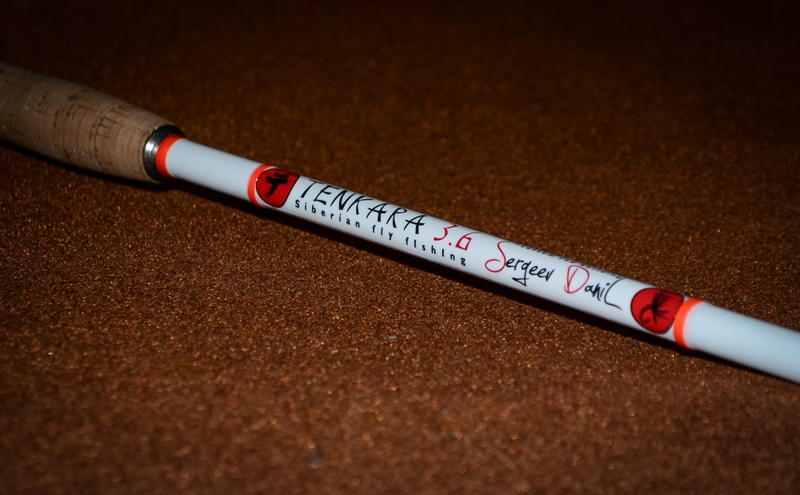 TENKARA 3.6
Siberian fly fishing
Sergeev Danil